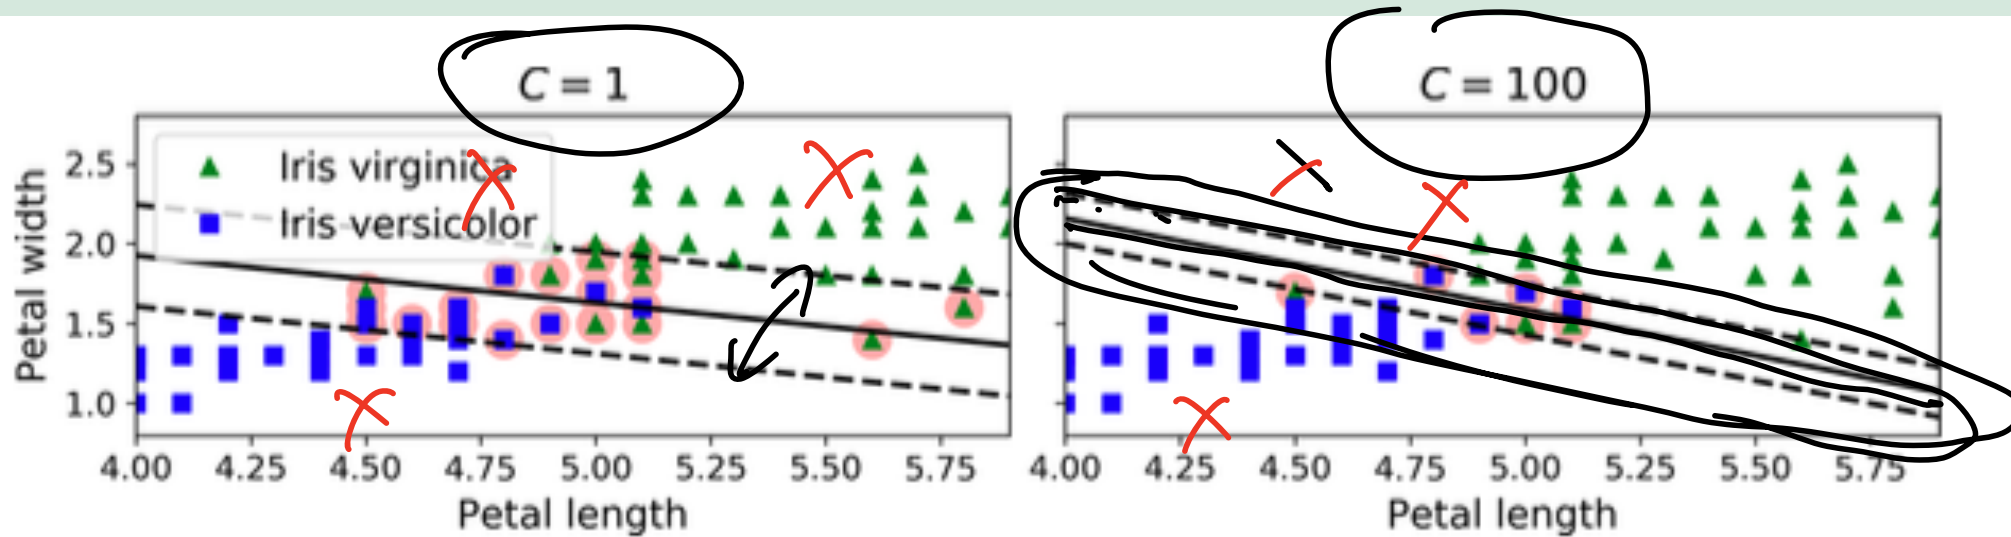 C = 1
Iris virginica
Iris versicolor
Petal width
2.5
2.0
1.5
1.0
4.00 4.25 4.50 4.75 5.00 5.25 5.50 5.75
Petal length
C = 100
4.00 4.25 4.50 4.75 5.00 5.25 5.50 5.75
Petal length